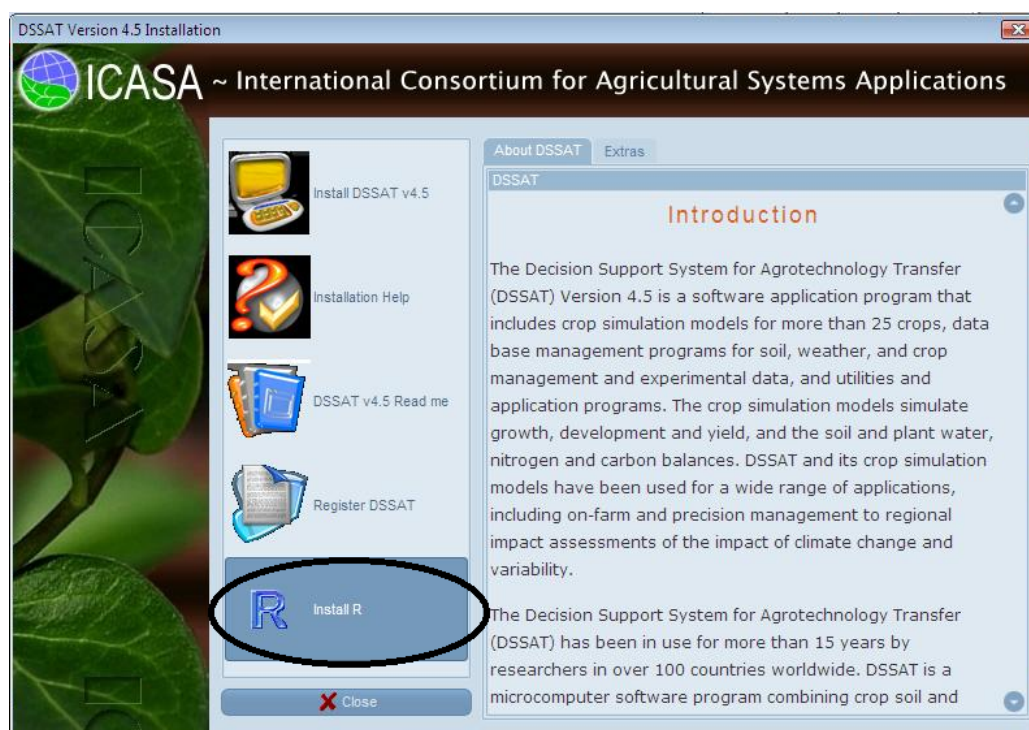 DSSAT Version 4.5 Installation
ICASA ~ International Consortium for Agricultural Systems Applications
ICASA
Install DSSAT v4.5
Installation Help
DSSAT v4.5 Read me
Register DSSAT
R Install R
Close
About DSSAT Extras
DSSAT
Introduction
The Decision Support System for Agrotechnology Transfer
(DSSAT) Version 4.5 is a software application program that
includes crop simulation models for more than 25 crops, data
base management programs for soil, weather, and crop
management and experimental data, and utilities and
application programs. The crop simulation models simulate
growth, development and yield, and the soil and plant water,
nitrogen and carbon balances. DSSAT and its crop simulation
models have been used for a wide range of applications,
including on-farm and precision management to regional
impact assessments of the impact of climate change and
variability.
The Decision Support System for Agrotechnology Transfer
(DSSAT) has been in use for more than 15 years by
researchers in over 100 countries worldwide. DSSAT is a
microcomputer software program combining crop soil and